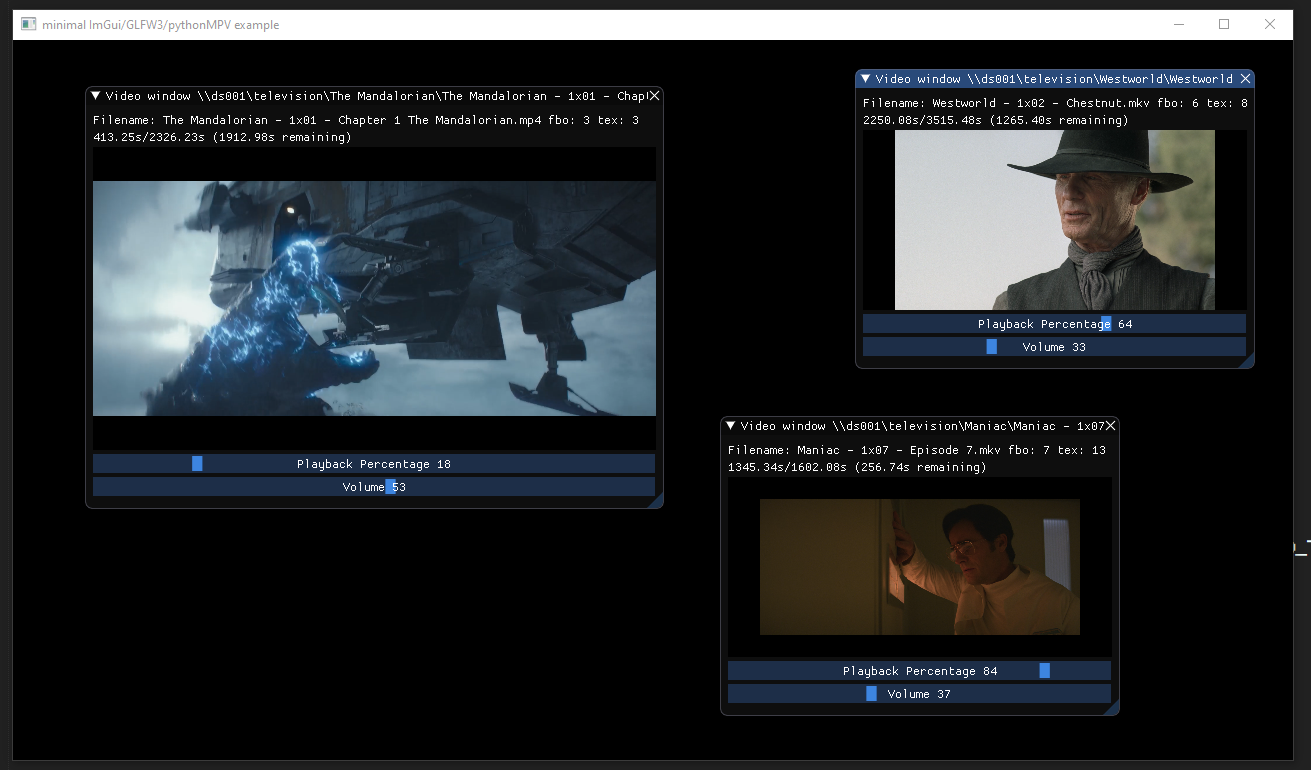 minimal ImGui/GLFW3/pythonMPV example
Video window \\ds001\television\The Mandalorian\The Mandalorian - 1x01 - Chap
Filename: The Mandalorian - 1x01 - Chapter 1 The Mandalorian.mp4 fbo: 3 tex: 3
413.25s/2326.23s (1912.98s remaining)
Playback Percentage 18
Volume 53
Video window \\ds001\television\Westworld\Westworld
Filename: Westworld - 1x02 - Chestnut.mkv fbo: 6 tex: 8
2250.08s/3515.48s (1265.40s remaining)
Playback Percentage 64
Volume 33
Video window \\ds001\television\Maniac\Maniac - 1x07
Filename: Maniac - 1x07 - Episode 7.mkv fbo: 7 tex: 13
1345.34s/1602.08s (256.74s remaining)
Playback Percentage 84
Volume 37